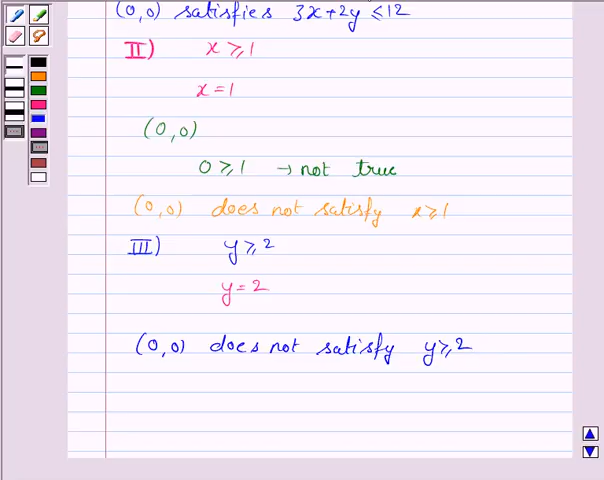 (0,0) satisfies 3x+2y ≤ 12
II) x ≥ 1
x = 1
(0,0)
0 ≥ 1 → not true
(0,0) does not satisfy x ≥ 1
III) y ≥ 2
y = 2
(0,0) does not satisfy y ≥ 2